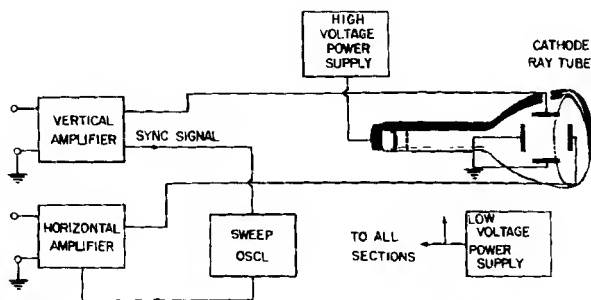 HIGH
VOLTAGE
POWER
SUPPLY
CATHODE
RAY TUBE
VERTICAL
AMPLIFIER
SYNC SIGNAL
HORIZONTAL
AMPLIFIER
SWEEP
OSCL
TO ALL
SECTIONS
LOW
VOLTAGE
POWER
SUPPLY